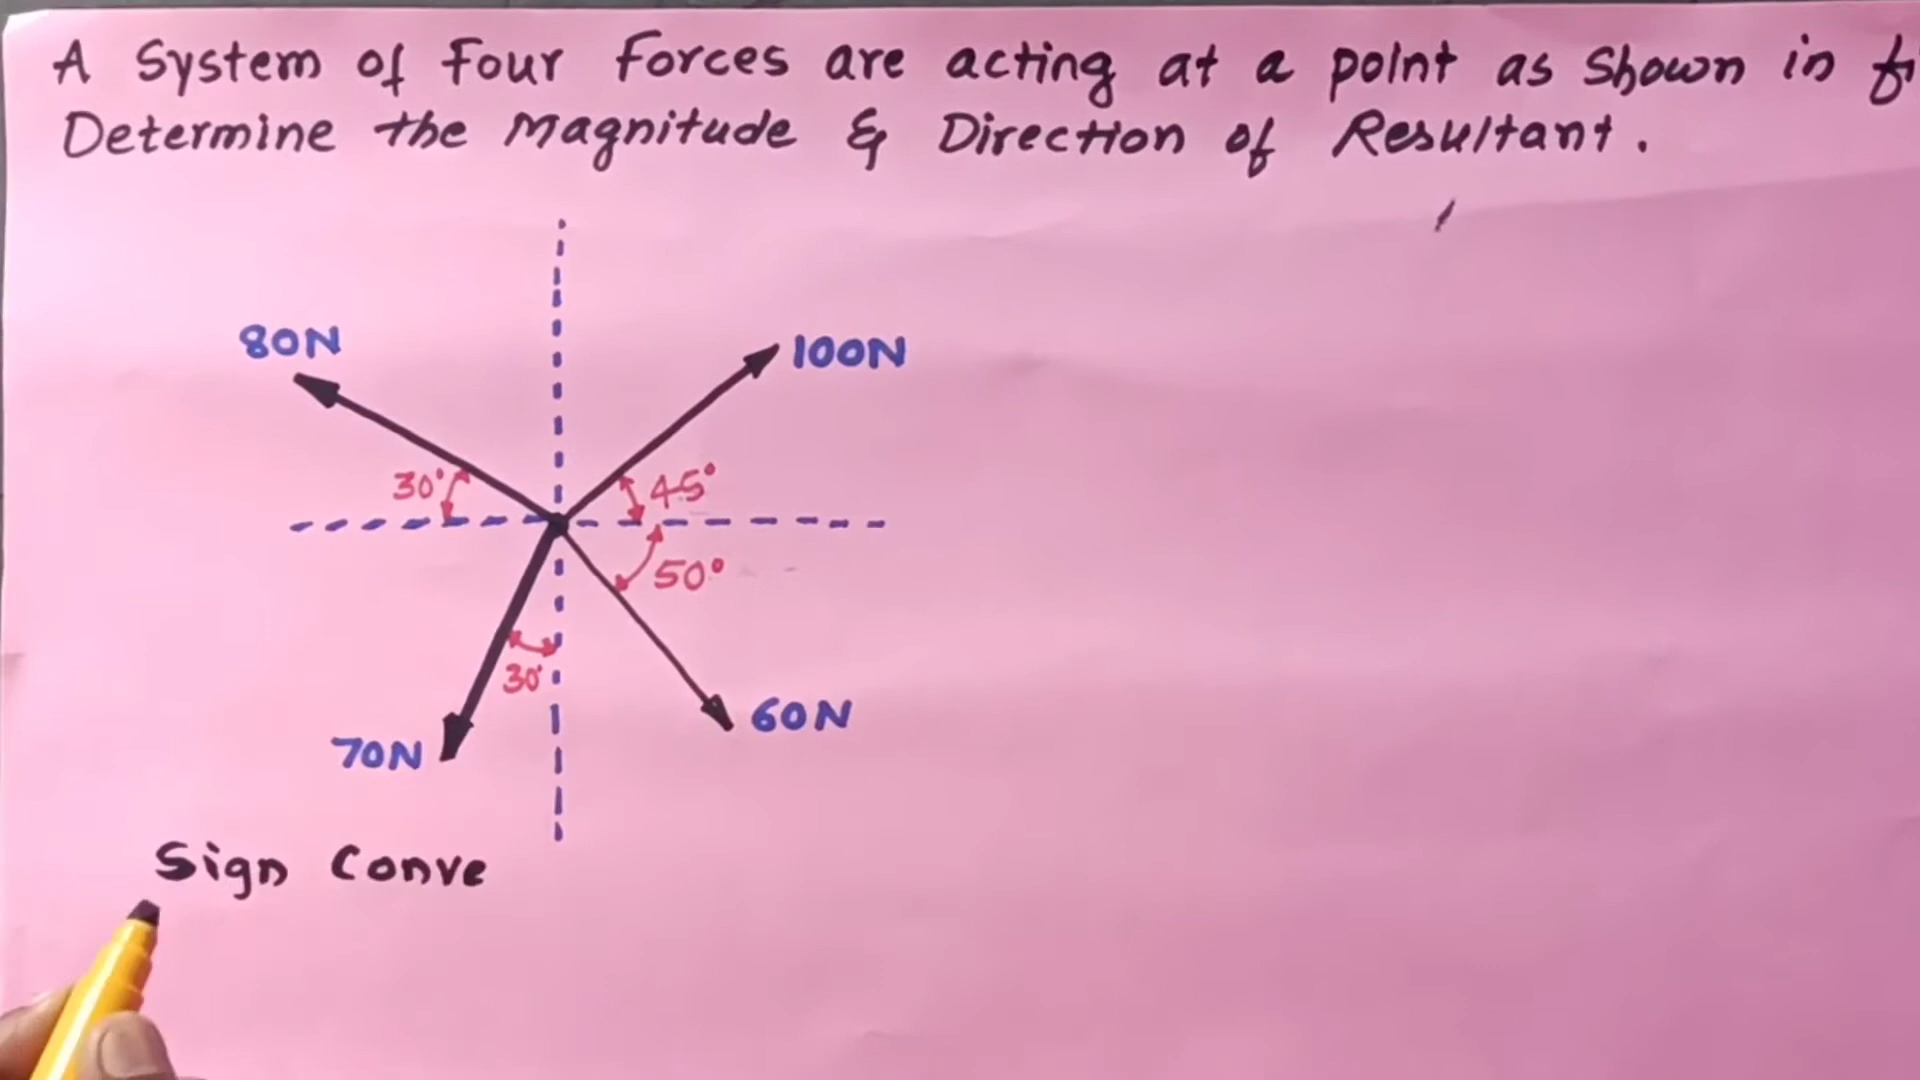 A System of Four Forces are acting at a point as Shown in fi
Determine the Magnitude & Direction of Resultant.
80N
100N
30°
45°
50°
30°
60N
70N
Sign Conve